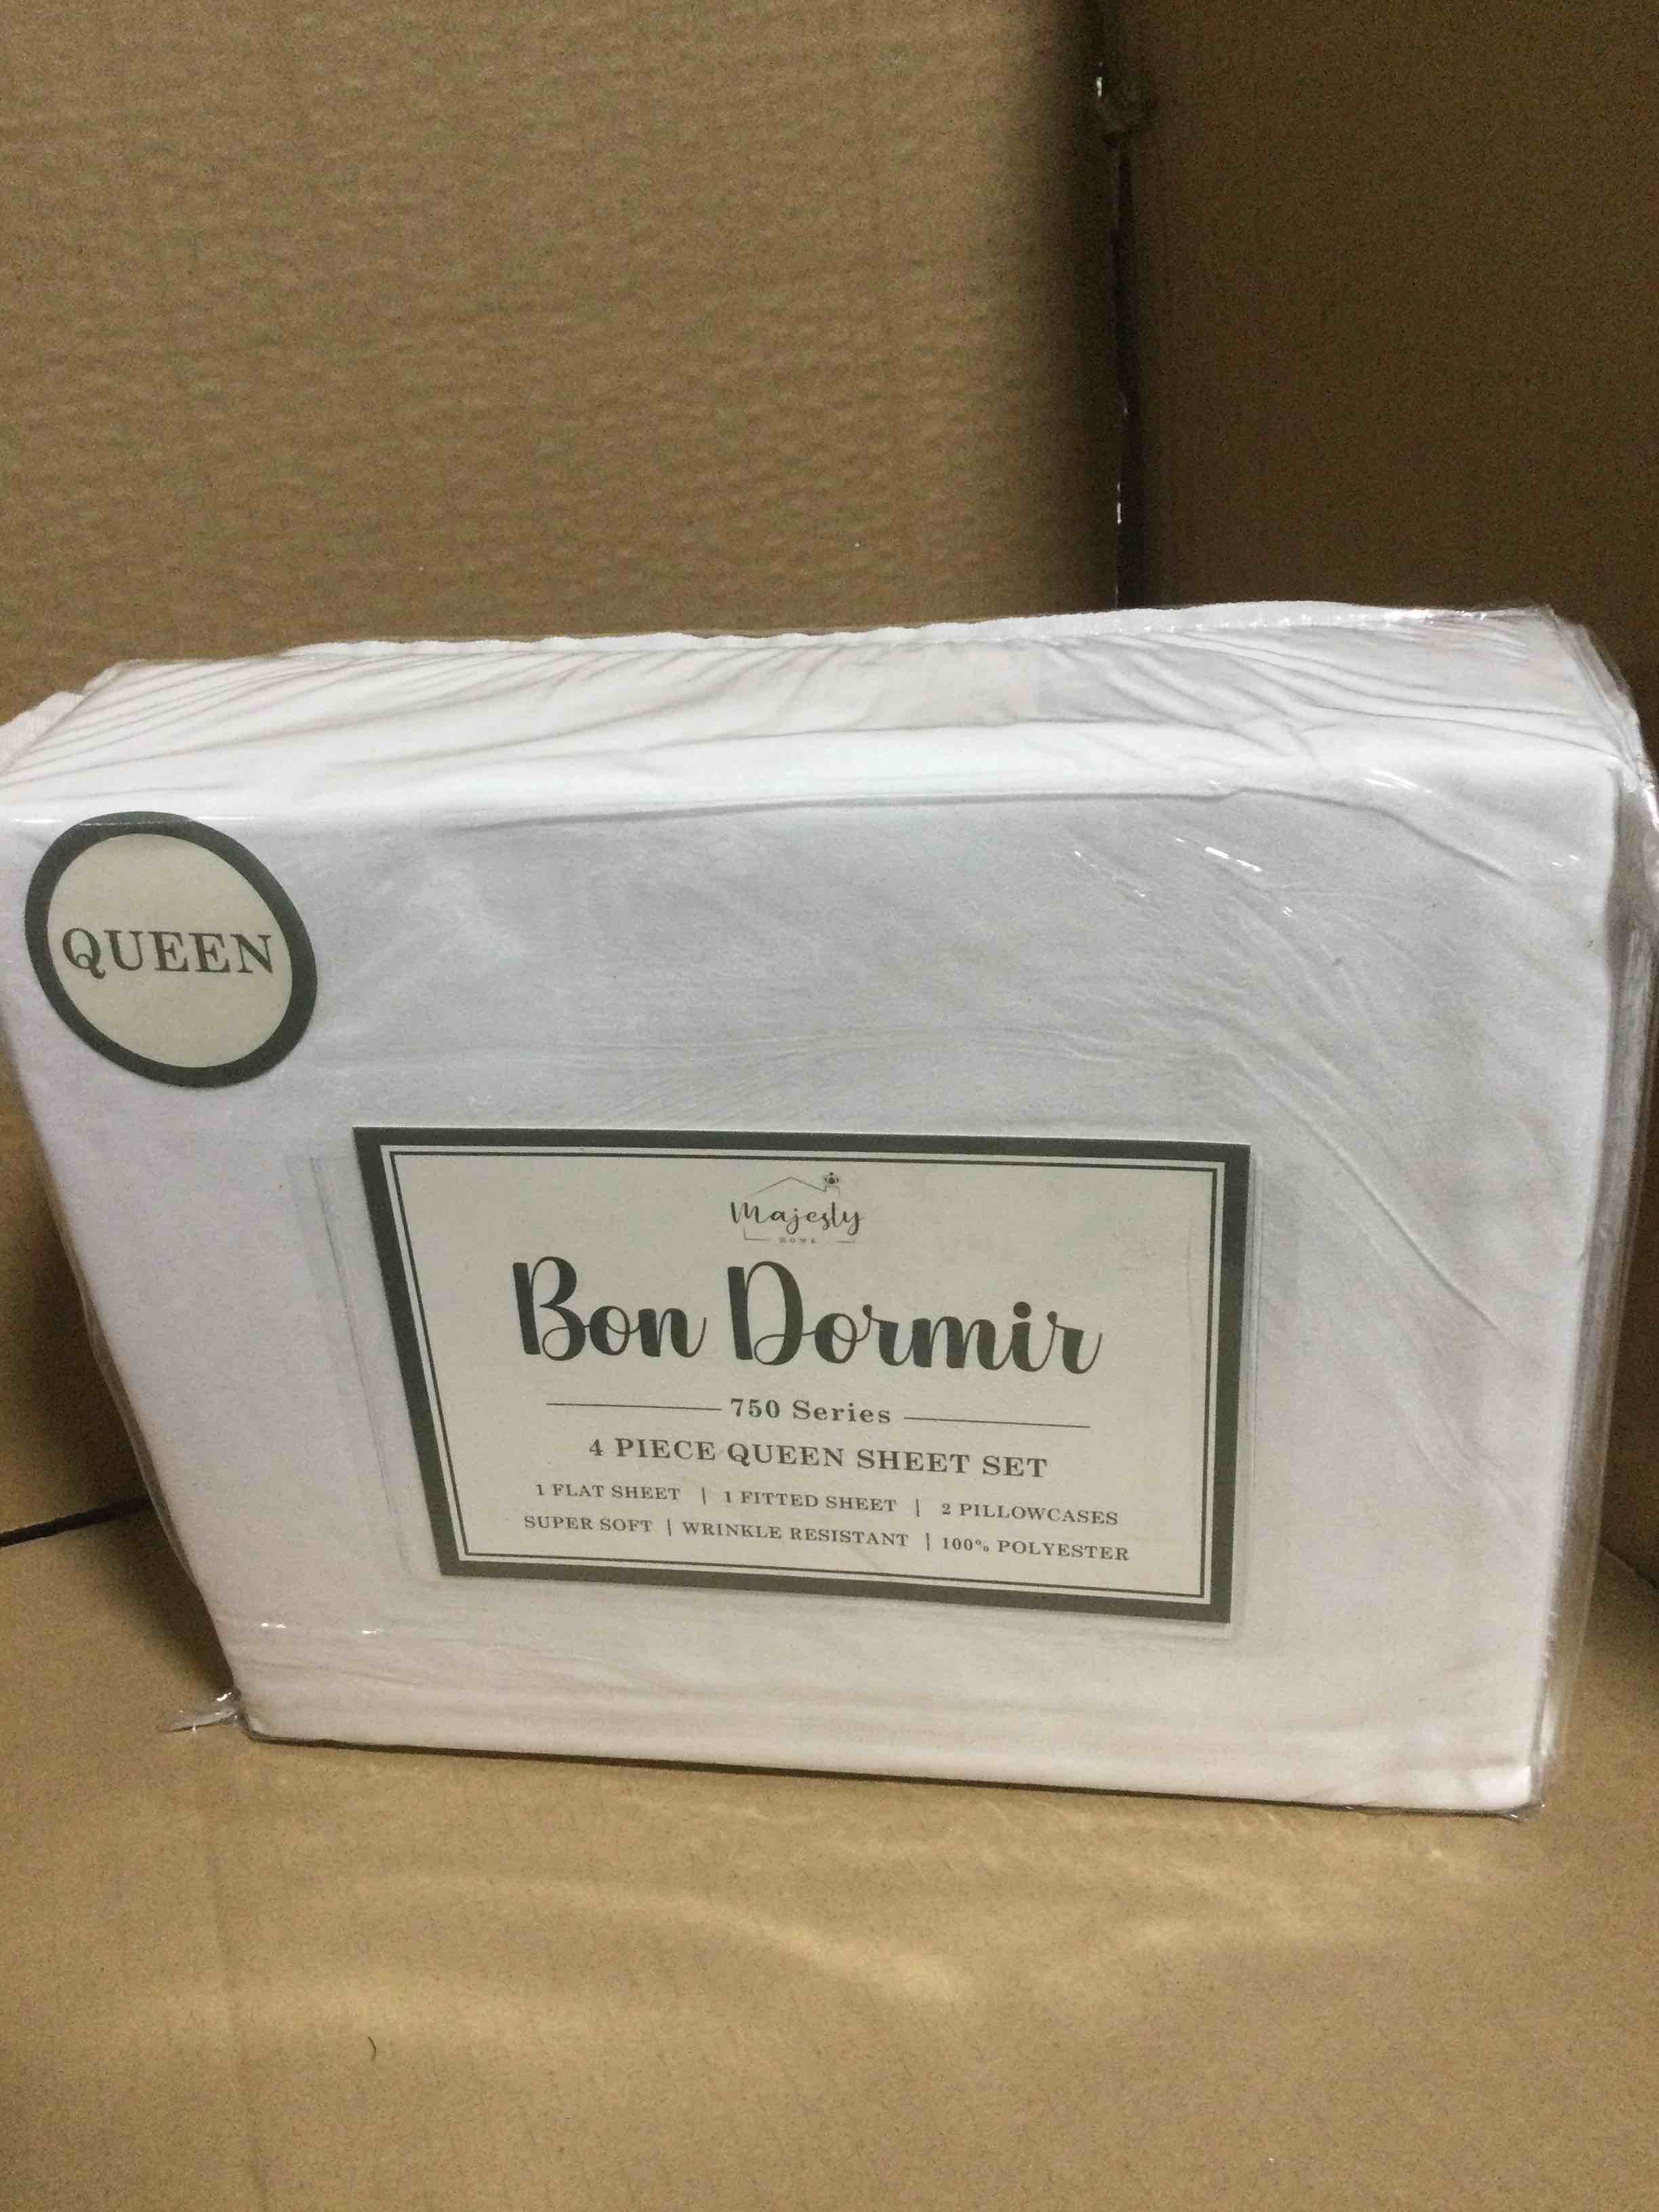 QUEEN
Majesty
HOME
Bon Dormir
750 Series
4 PIECE QUEEN SHEET SET
1 FLAT SHEET | 1 FITTED SHEET | 2 PILLOWCASES
SUPER SOFT | WRINKLE RESISTANT | 100% POLYESTER